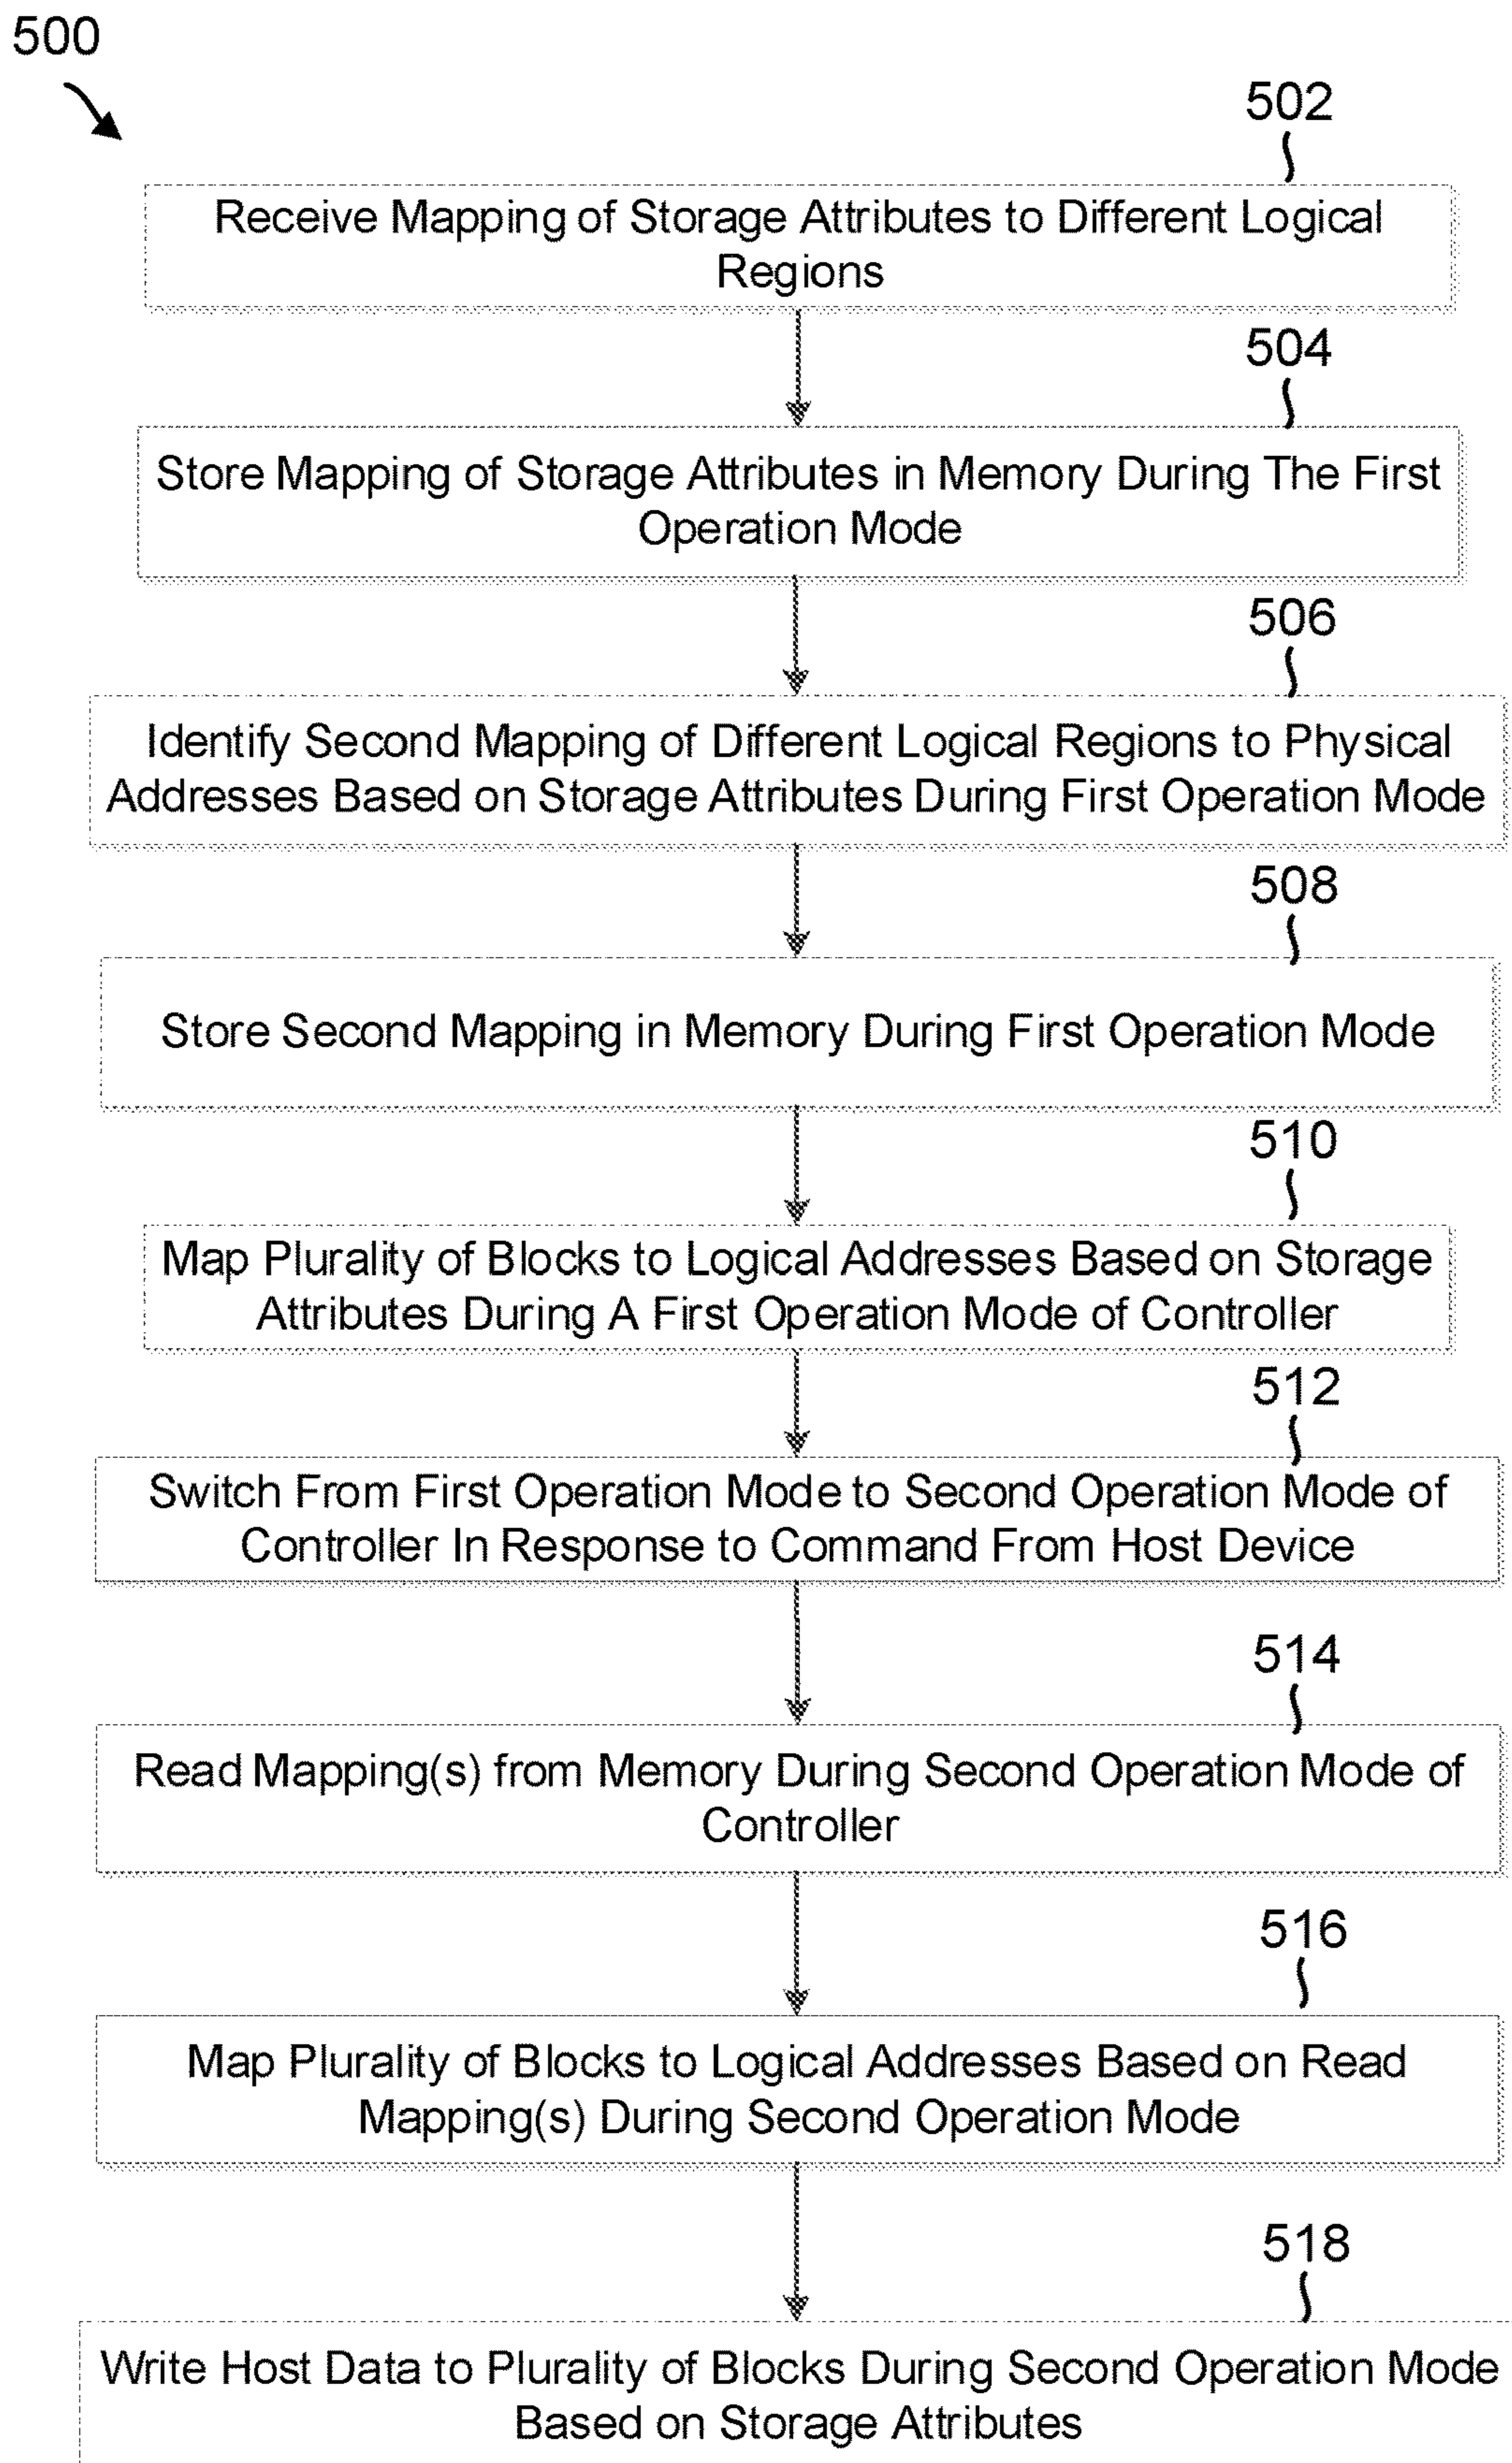 500
502
Receive Mapping of Storage Attributes to Different Logical
Regions
504
Store Mapping of Storage Attributes in Memory During The First
Operation Mode
506
Identify Second Mapping of Different Logical Regions to Physical
Addresses Based on Storage Attributes During First Operation Mode
508
Store Second Mapping in Memory During First Operation Mode
510
Map Plurality of Blocks to Logical Addresses Based on Storage
Attributes During A First Operation Mode of Controller
512
Switch From First Operation Mode to Second Operation Mode of
Controller In Response to Command From Host Device
514
Read Mapping(s) from Memory During Second Operation Mode of
Controller
516
Map Plurality of Blocks to Logical Addresses Based on Read
Mapping(s) During Second Operation Mode
518
Write Host Data to Plurality of Blocks During Second Operation Mode
Based on Storage Attributes